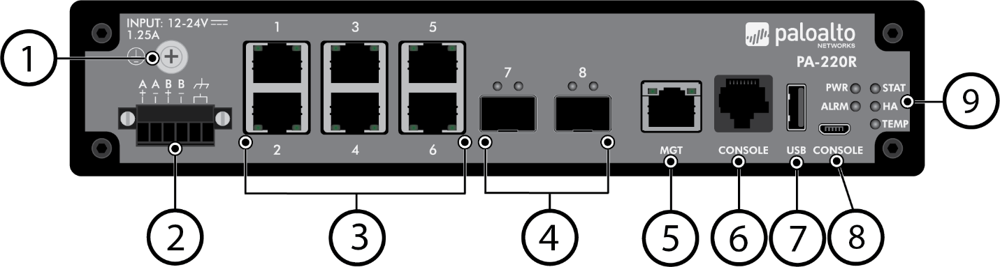 INPUT: 12-24V
1.25A
1 3 5
paloalto
NETWORKS
PA-220R
A A B B
+ - + -
7 8
PWR STAT
ALRM HA
TEMP
2 4 6
MGT CONSOLE USB CONSOLE
1
9
2 3 4 5 6 7 8